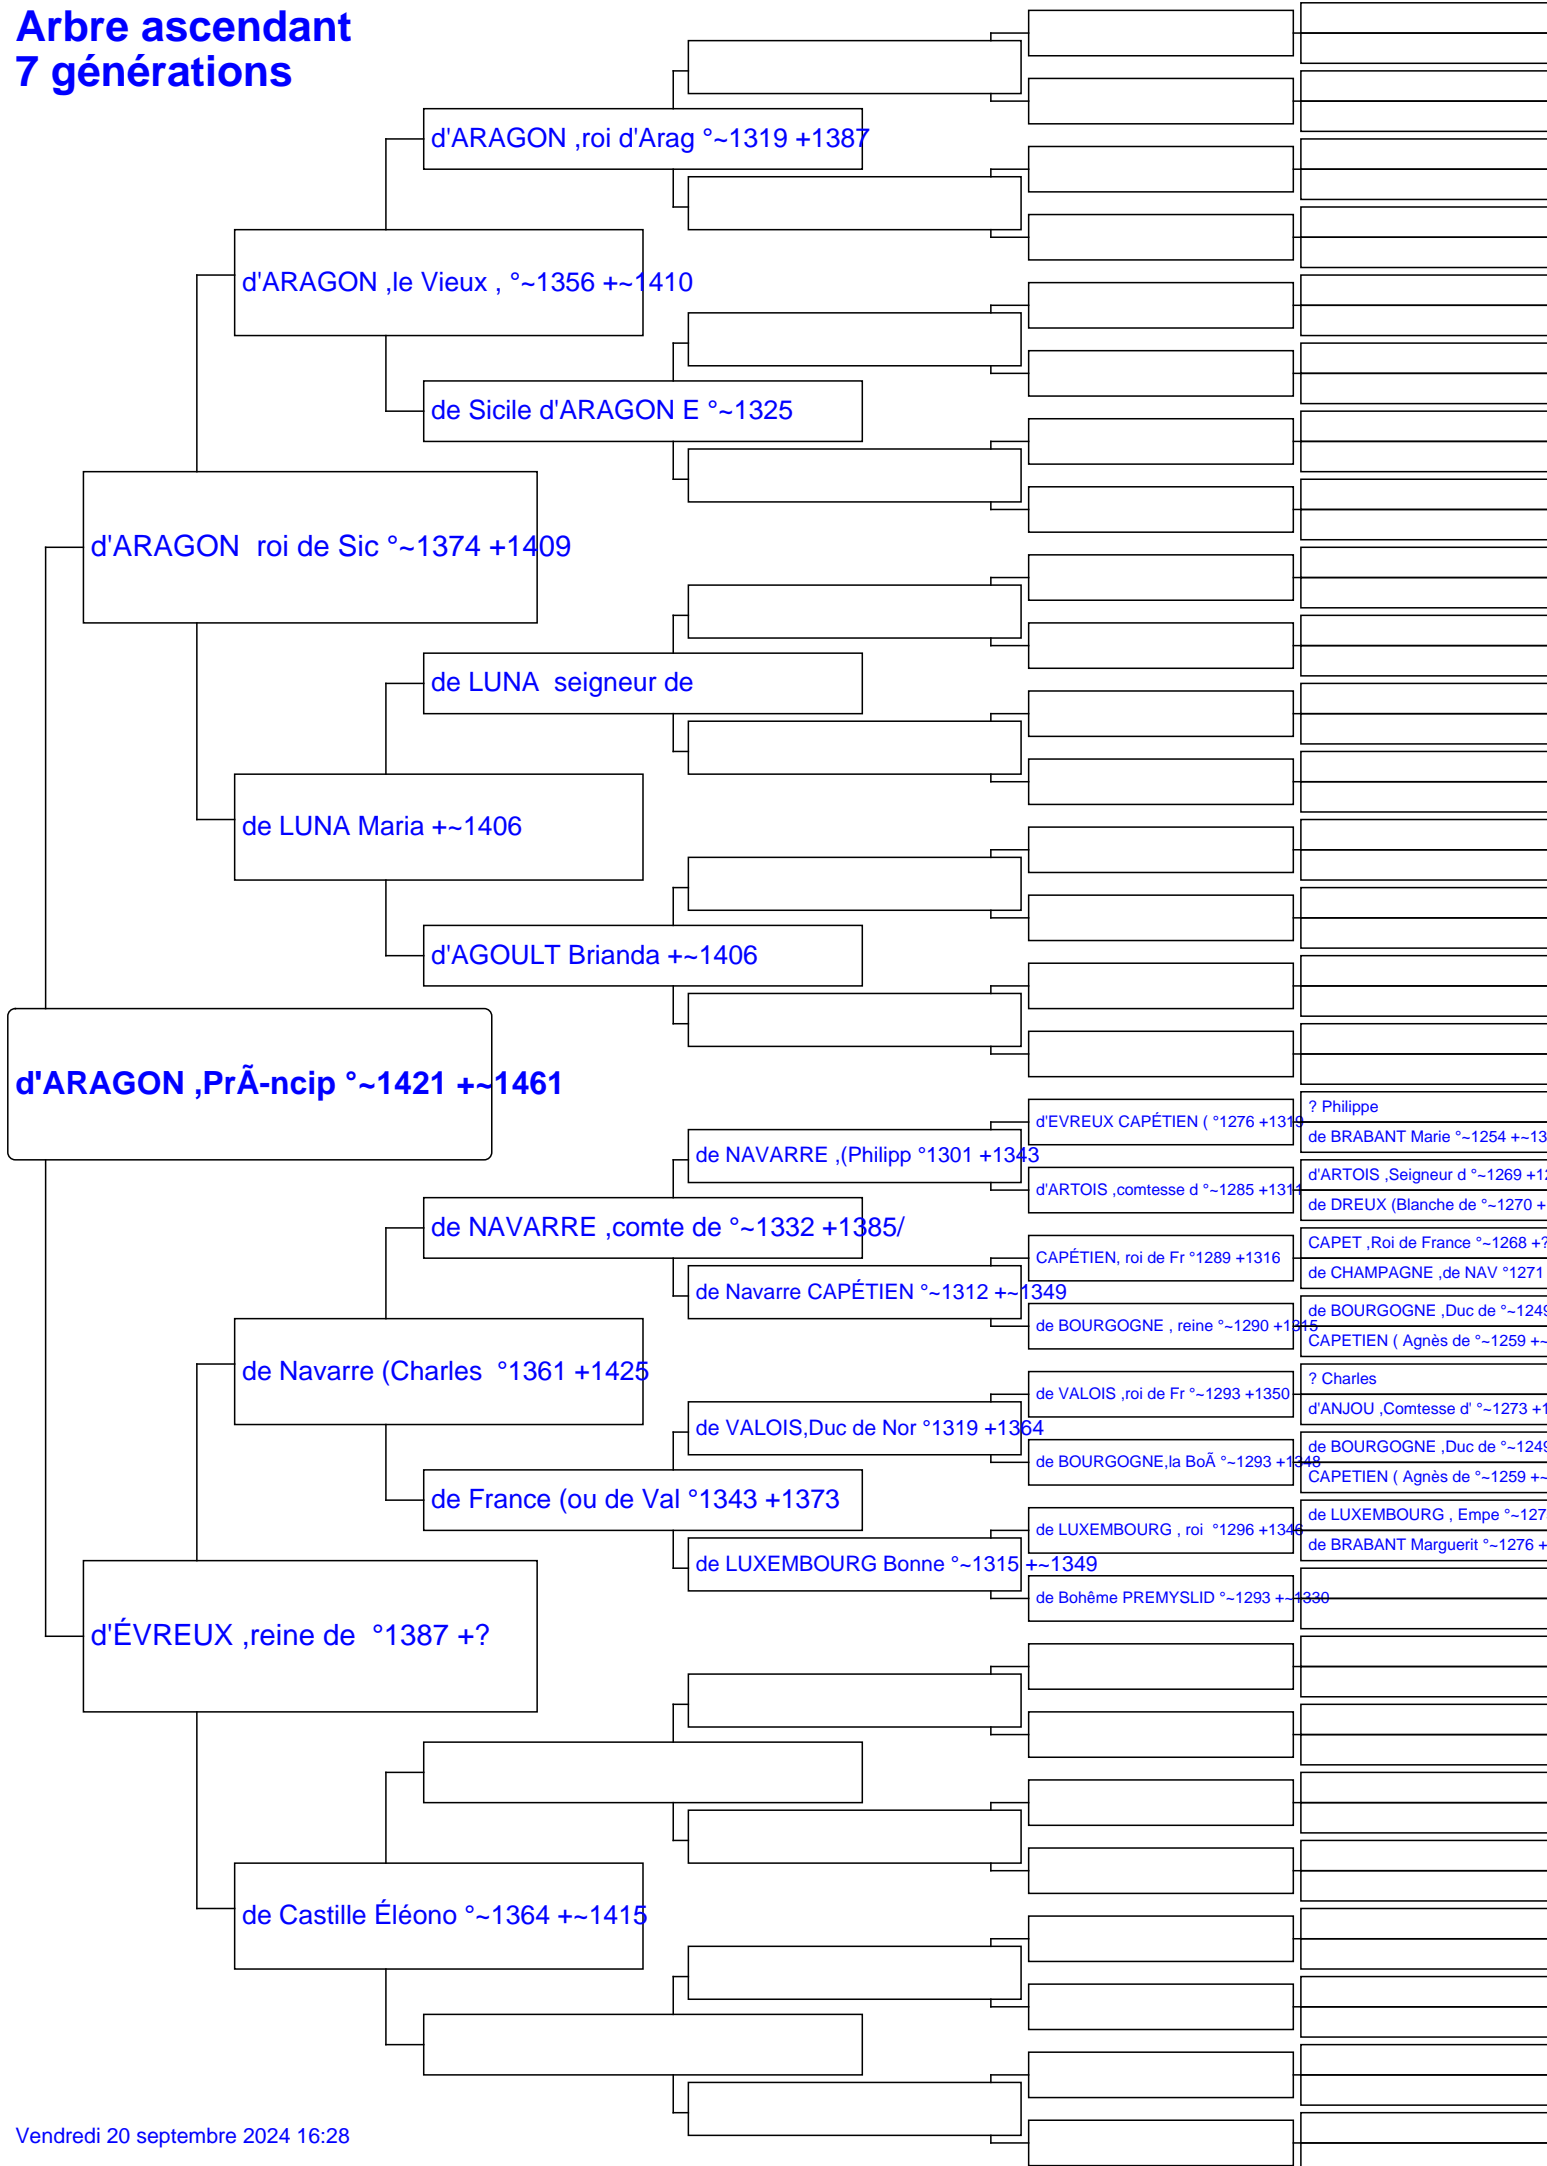 Arbre ascendant
7 générations
d'ARAGON ,roi d'Arag °~1319 +1387
d'ARAGON ,le Vieux , °~1356 +~1410
de Sicile d'ARAGON E °~1325
d'ARAGON  roi de Sic °~1374 +1409
de LUNA  seigneur de
de LUNA Maria +~1406
d'AGOULT Brianda +~1406
d'ARAGON ,PrÃ-ncip °~1421 +~1461
? Philippe
d'EVREUX CAPÉTIEN ( °1276 +1319
de BRABANT Marie °~1254 +~13
de NAVARRE ,(Philipp °1301 +1343
d'ARTOIS ,Seigneur d °~1269 +12
d'ARTOIS ,comtesse d °~1285 +1311
de DREUX (Blanche de °~1270 +
de NAVARRE ,comte de °~1332 +1385/
CAPET ,Roi de France °~1268 +?
CAPÉTIEN, roi de Fr °1289 +1316
de CHAMPAGNE ,de NAV °1271
de Navarre CAPÉTIEN °~1312 +~1349
de BOURGOGNE ,Duc de °~1249
de BOURGOGNE , reine °~1290 +1315
CAPETIEN ( Agnès de °~1259 +~
de Navarre (Charles  °1361 +1425
? Charles
de VALOIS ,roi de Fr °~1293 +1350
d'ANJOU ,Comtesse d' °~1273 +1
de VALOIS,Duc de Nor °1319 +1364
de BOURGOGNE ,Duc de °~1249
de BOURGOGNE,la BoÃ °~1293 +1348
CAPETIEN ( Agnès de °~1259 +~
de France (ou de Val °1343 +1373
de LUXEMBOURG , Empe °~127
de LUXEMBOURG , roi  °1296 +1346
de BRABANT Marguerit °~1276 +
de LUXEMBOURG Bonne °~1315 +~1349
de Bohême PREMYSLID °~1293 +~1330
d'ÉVREUX ,reine de  °1387 +?
de Castille Éléono °~1364 +~1415
Vendredi 20 septembre 2024 16:28